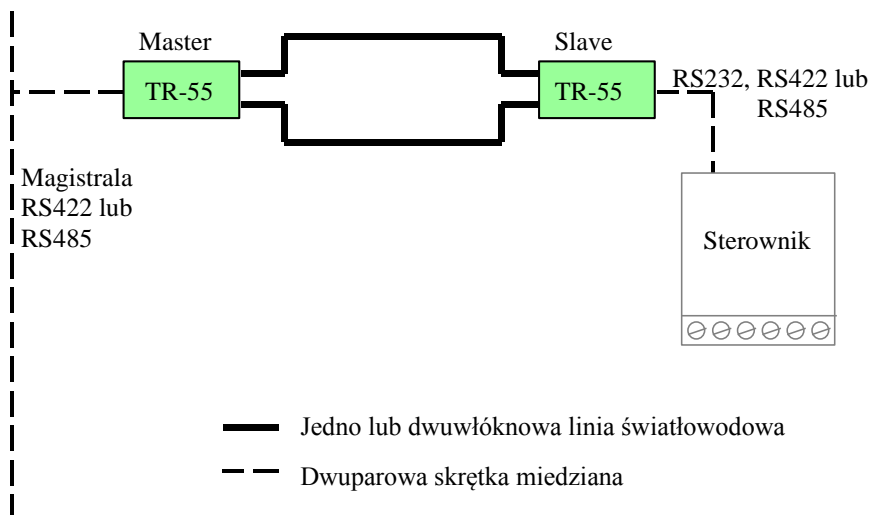 Master
Slave
TR-55
TR-55
RS232, RS422 lub
RS485
Magistrala
RS422 lub
RS485
Sterownik
Jedno lub dwuwłóknowa linia światłowodowa
Dwuparowa skrętka miedziana